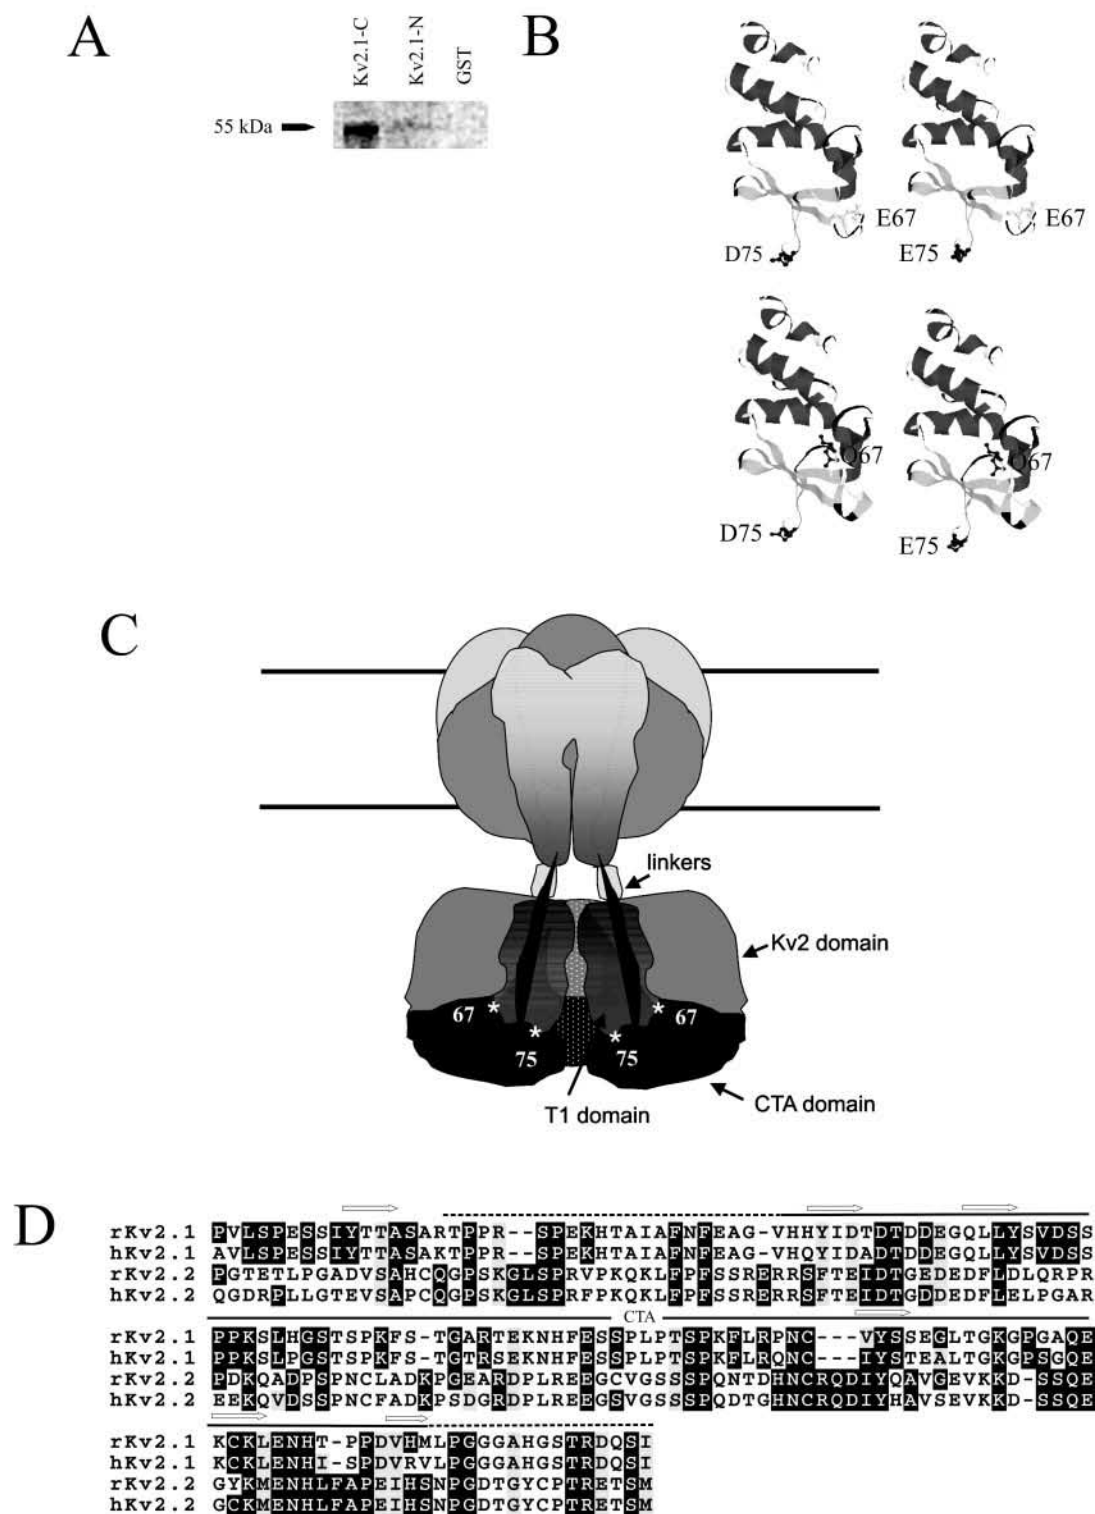 A
Kv2.1-C
Kv2.1-N
GST
55 kDa
B
E67
E67
D75
E75
Q67
Q67
D75
E75
C
linkers
Kv2 domain
67
67
75
75
T1 domain
CTA domain
D
rKv2.1 PVLSPESSIYTTASARTPPR--SPEKHTAIAFNFEAG-VHHYIDTDTDDEGQLLYSVDSS
hKv2.1 AVLSPESSIYTTASAKTPPR--SPEKHTAIAFNFEAG-VHQYIDADTDDEGQLLYSVDSS
rKv2.2 PGTETLPGADVSAHCQGPSKGLSPRVPKQKLFPFSSRERRSFTEIDTGEDEDFLDLQRPR
hKv2.2 QGDRPLLGTEVSAPCQGPSKGLSPRFPKQKLFPFSSRERRSFTEIDTGDDEDFLELPGAR
CTA
rKv2.1 PPKSLHGSTSPKFS-TGARTEKNHFESSPLPTSPKFLRPNC---VYSSEGLTGKGPGAQE
hKv2.1 PPKSLPGSTSPKFS-TGTRSEKNHFESSPLPTSPKFLRQNC---IYSTEALTGKGPSGQE
rKv2.2 PDKQADPSSPNCLADKPGEARDPLREEGCVGSSSPQNTDHNCRQDIYQAVGEVKKD-SSQE
hKv2.2 EEKQVDSSPNCFADKPSDGRDPLREEGSVGSSSPQDTGHNCRQDIYHAVSEVKKD-SSQE
rKv2.1 KCKLENHT-PPDVHMLPGGGAHGSTRDQSI
hKv2.1 KCKLENHI-SPDVRVLPGGGAHGSTRDQSI
rKv2.2 GYKMENHLFAPEIHSNPGDTGYCPTRETSM
hKv2.2 GCKMENHLFAPEIHSNPGDTGYCPTRETSM